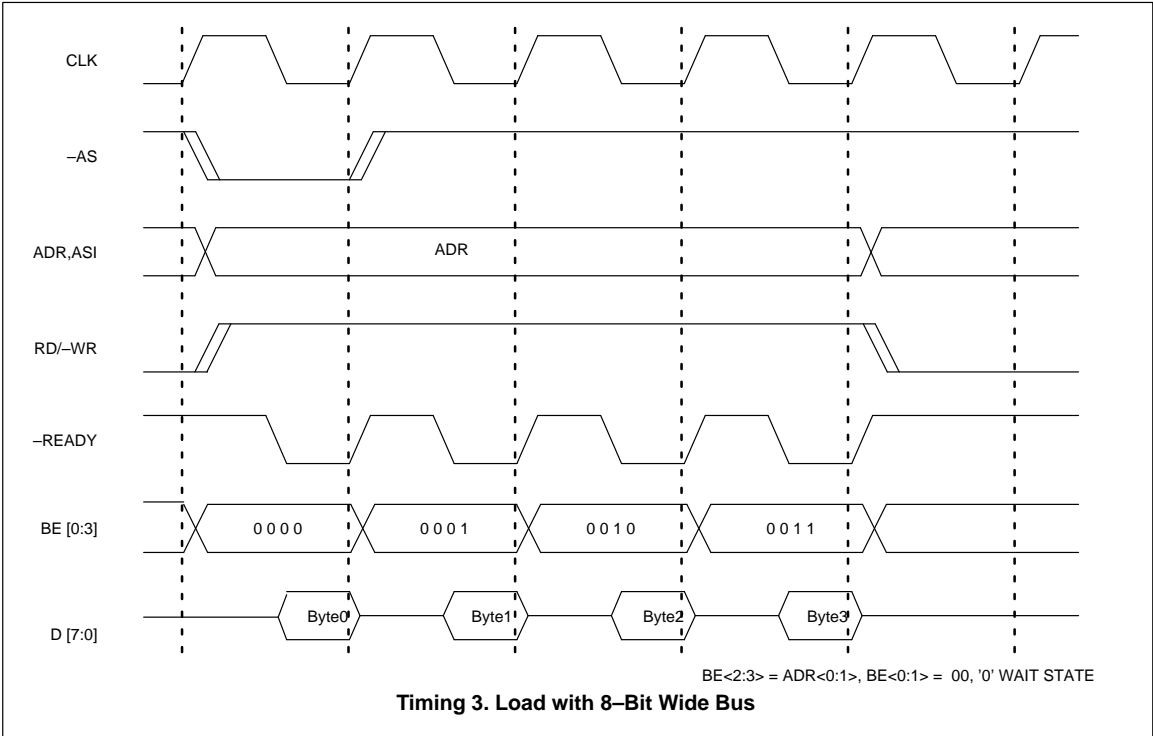 CLK
–AS
ADR,ASI
ADR
RD/–WR
–READY
BE [0:3]
0 0 0 0
0 0 0 1
0 0 1 0
0 0 1 1
D [7:0]
Byte0
Byte1
Byte2
Byte3
BE<2:3> = ADR<0:1>, BE<0:1> = 00, '0' WAIT STATE
Timing 3. Load with 8–Bit Wide Bus